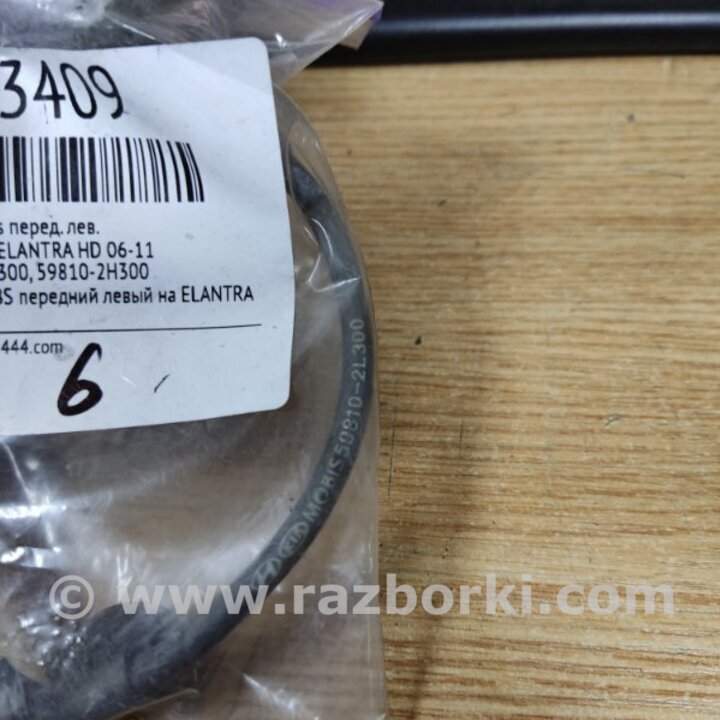 3409
s перед. лев.
ELANTRA HD 06-11
300, 59810-2H300
BS передний левый на ELANTRA
444.com
6
KIA MOBIS 59810-2L300
© www.razborki.com